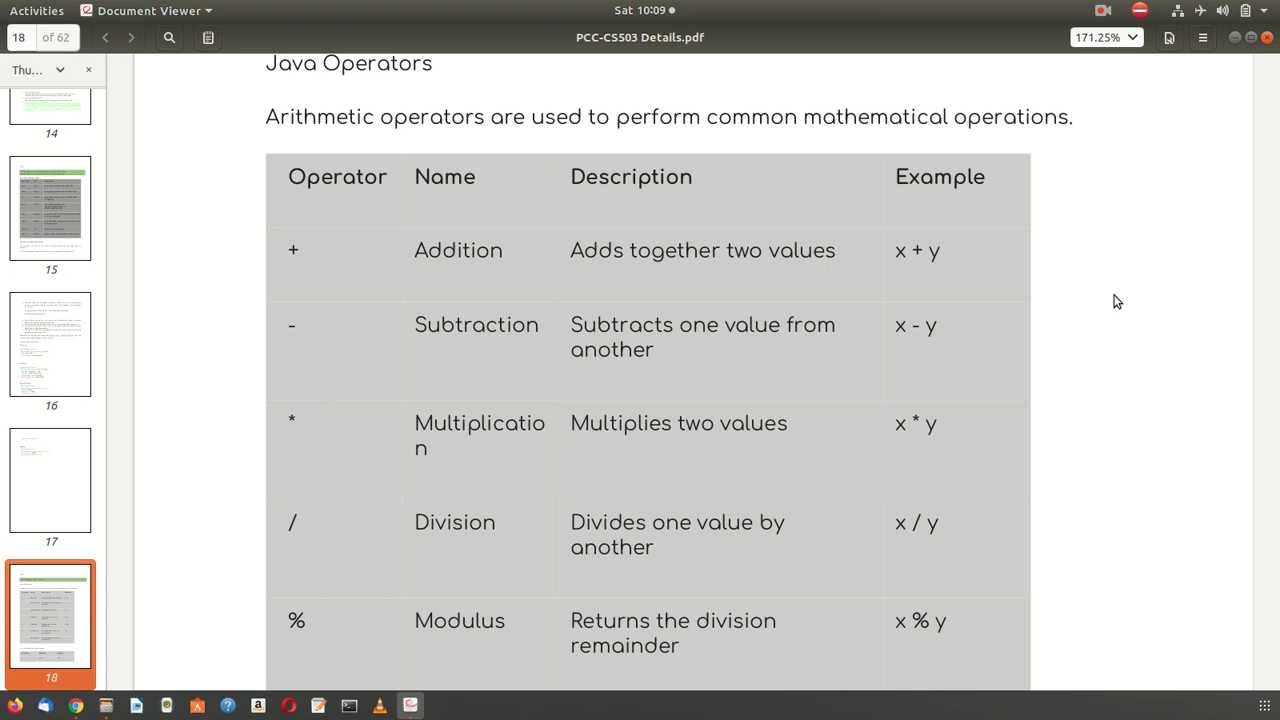 Activities Document Viewer Sat 10:09
18 of 62 PCC-CS503 Details.pdf 171.25%
Thu...
14
15
16
17
18
Java Operators
Arithmetic operators are used to perform common mathematical operations.
Operator Name Description Example
+ Addition Adds together two values x + y
- Subtraction Subtracts one value from x - y
another
* Multiplicatio Multiplies two values x * y
n
/ Division Divides one value by x / y
another
% Modulus Returns the division x % y
remainder